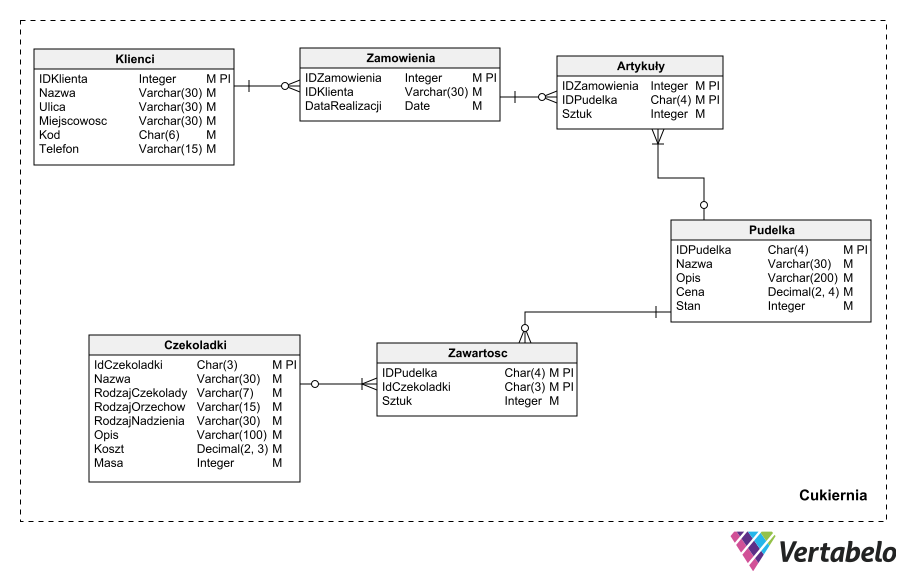 Klienci
IDKlienta Integer M PI
Nazwa Varchar(30) M
Ulica Varchar(30) M
Miejscowosc Varchar(30) M
Kod Char(6) M
Telefon Varchar(15) M
Zamowienia
IDZamowienia Integer M PI
IDKlienta Varchar(30) M
DataRealizacji Date M
Artykuły
IDZamowienia Integer M PI
IDPudelka Char(4) M PI
Sztuk Integer M
Pudelka
IDPudelka Char(4) M PI
Nazwa Varchar(30) M
Opis Varchar(200) M
Cena Decimal(2, 4) M
Stan Integer M
Czekoladki
IdCzekoladki Char(3) M PI
Nazwa Varchar(30) M
RodzajCzekolady Varchar(7) M
RodzajOrzechow Varchar(15) M
RodzajNadzienia Varchar(30) M
Opis Varchar(100) M
Koszt Decimal(2, 3) M
Masa Integer M
Zawartosc
IDPudelka Char(4) M PI
IdCzekoladki Char(3) M PI
Sztuk Integer M
Cukiernia
Vertabelo